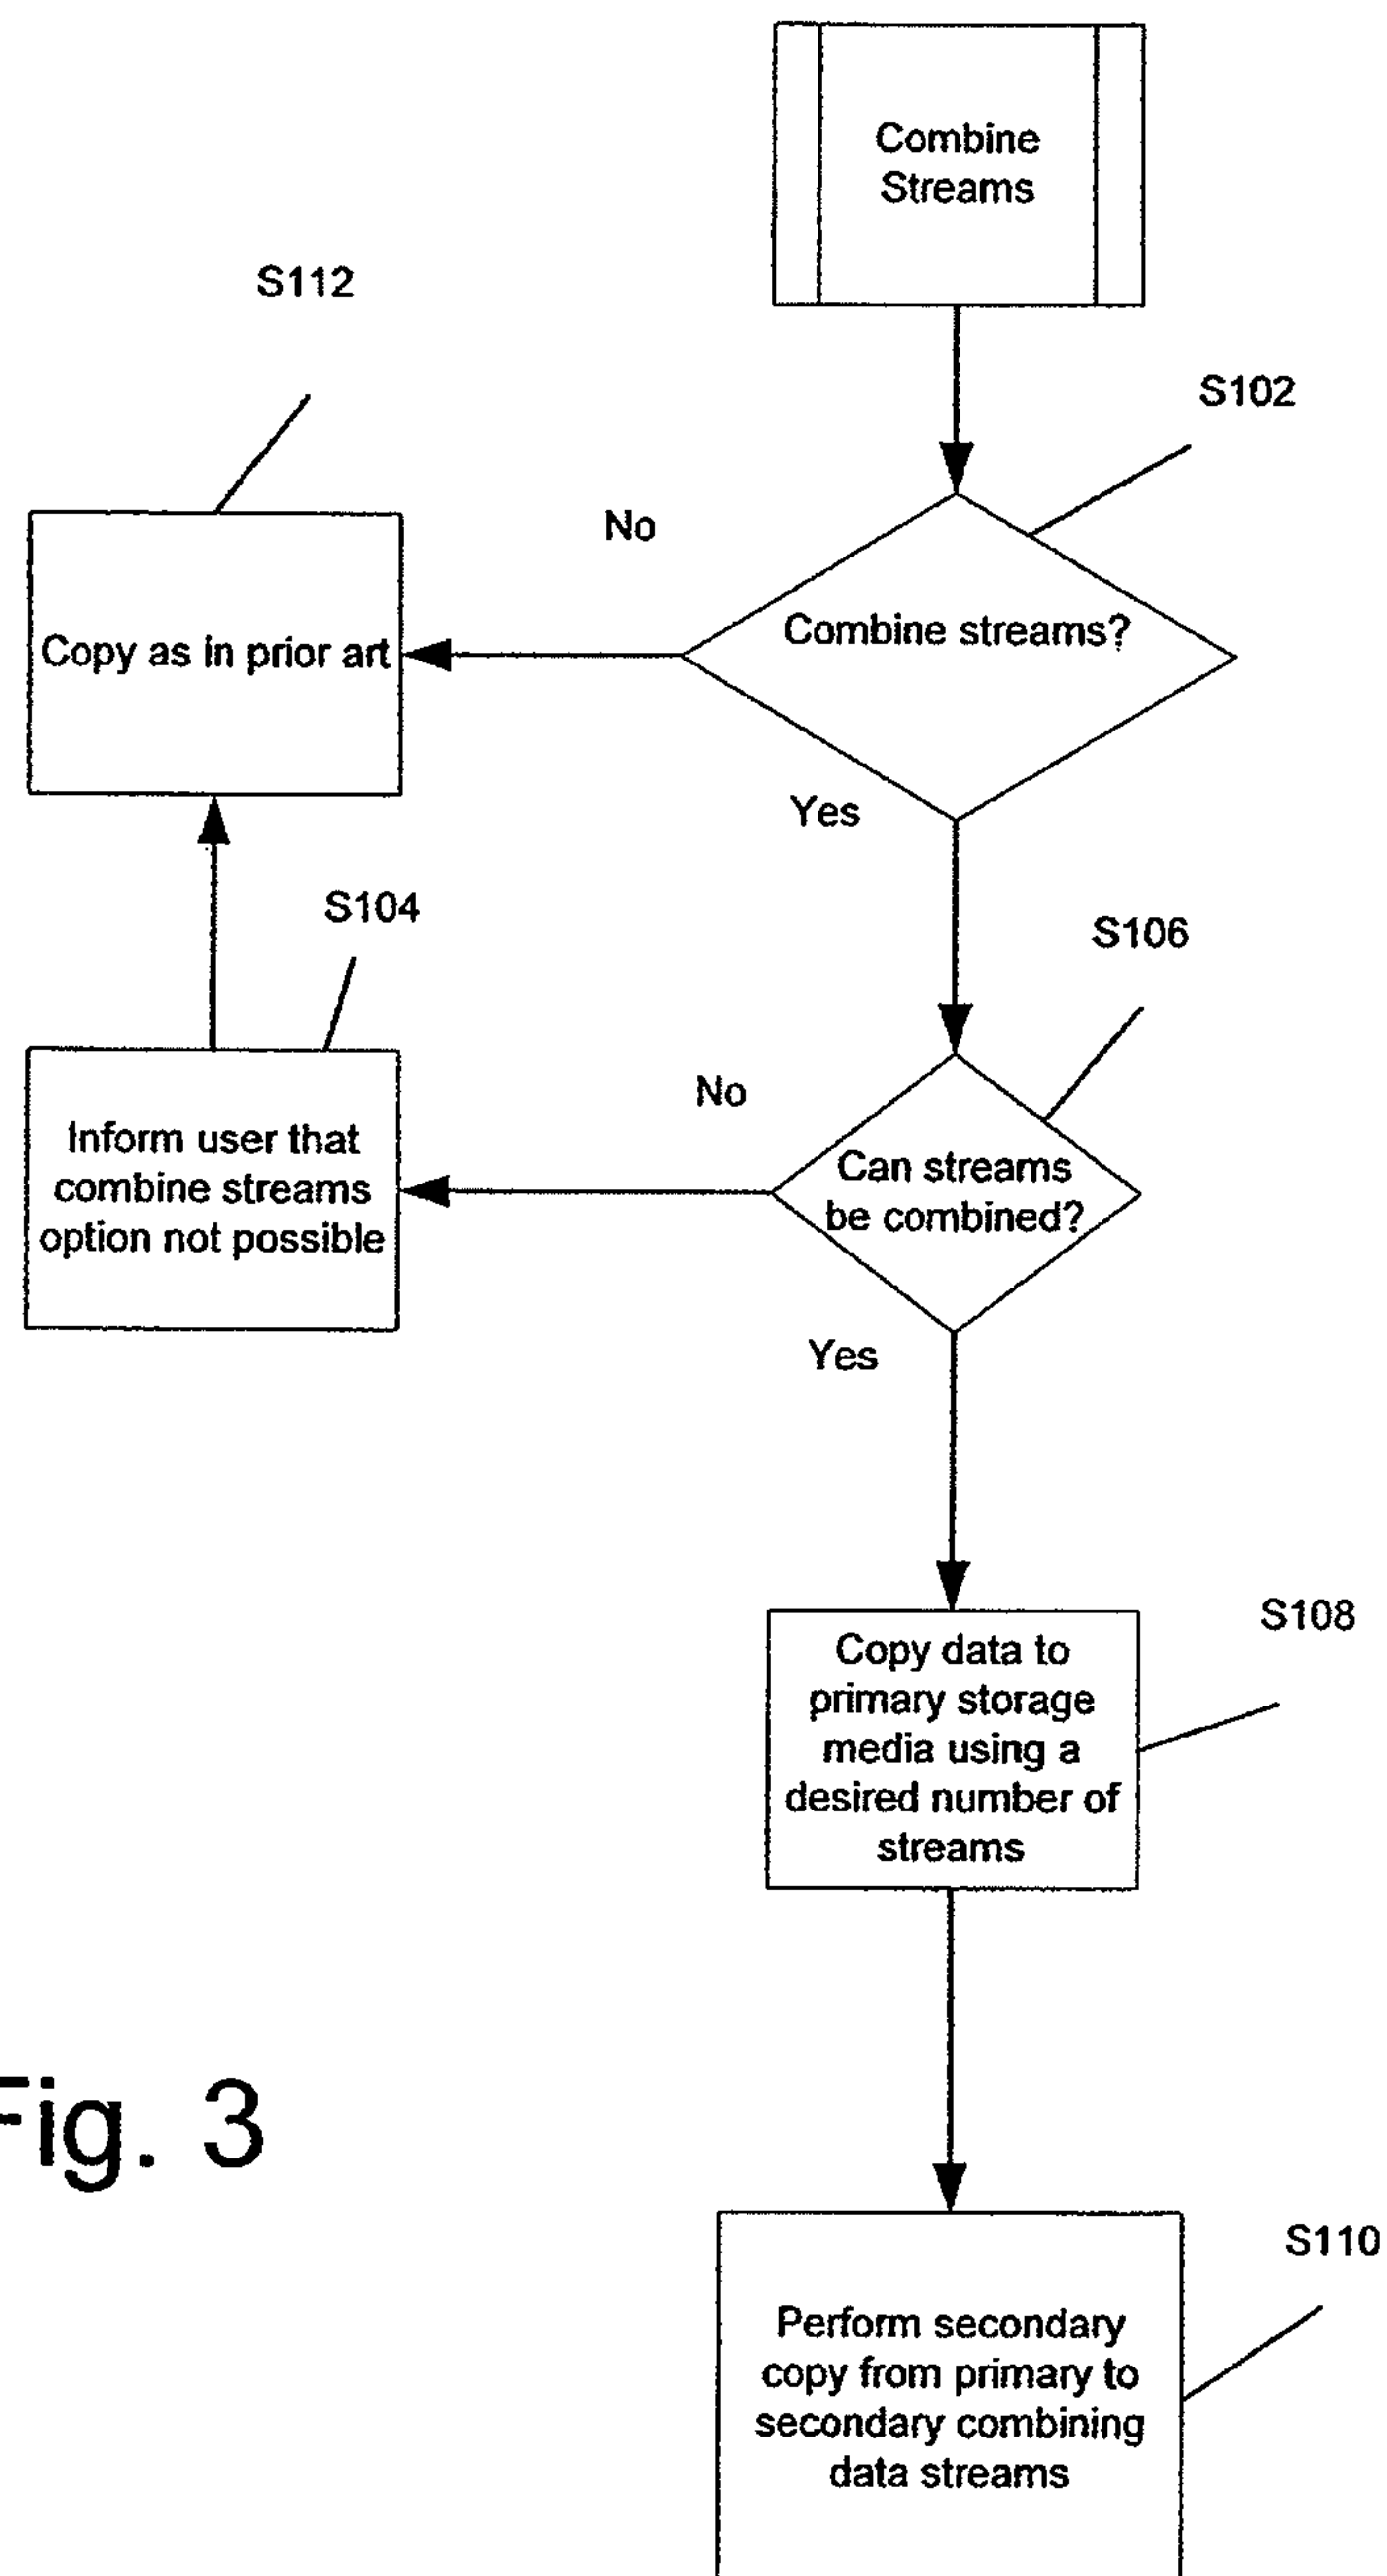 Combine
Streams
S112
S102
No
Combine streams?
Copy as in prior art
Yes
S104
S106
No
Inform user that
combine streams
option not possible
Can streams
be combined?
Yes
S108
Copy data to
primary storage
media using a
desired number of
streams
Fig. 3
S110
Perform secondary
copy from primary to
secondary combining
data streams